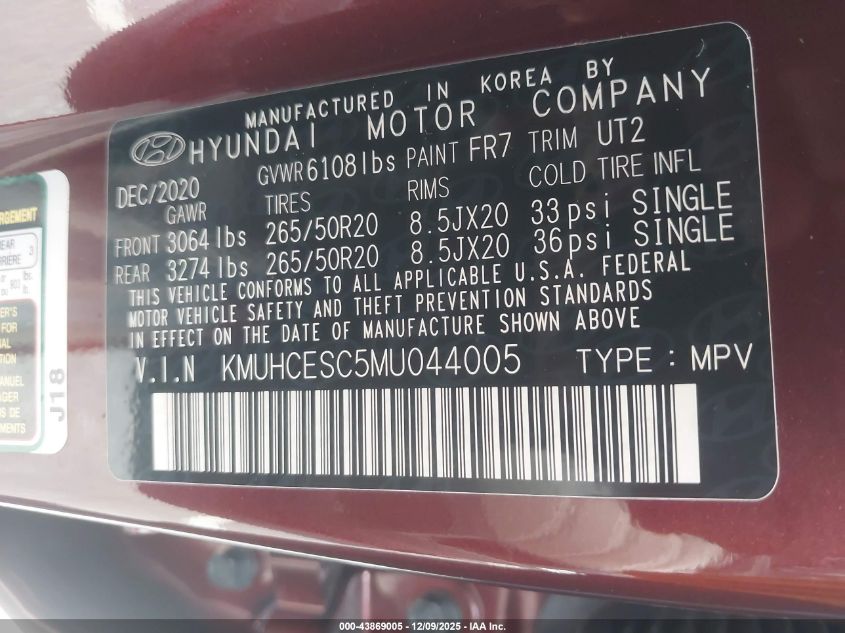 MANUFACTURED IN KOREA BY
HYUNDAI MOTOR COMPANY
DEC/2020 GVWR 6108 lbs PAINT FR7 TRIM UT2
GAWR TIRES RIMS COLD TIRE INFL
FRONT 3064 lbs 265/50R20 8.5JX20 33 psi SINGLE
REAR 3274 lbs 265/50R20 8.5JX20 36 psi SINGLE
THIS VEHICLE CONFORMS TO ALL APPLICABLE U.S.A. FEDERAL
MOTOR VEHICLE SAFETY AND THEFT PREVENTION STANDARDS
IN EFFECT ON THE DATE OF MANUFACTURE SHOWN ABOVE
V.I.N KMUHCESC5MU044005 TYPE : MPV
J18
000-43869005 - 12/09/2025 - IAA Inc.